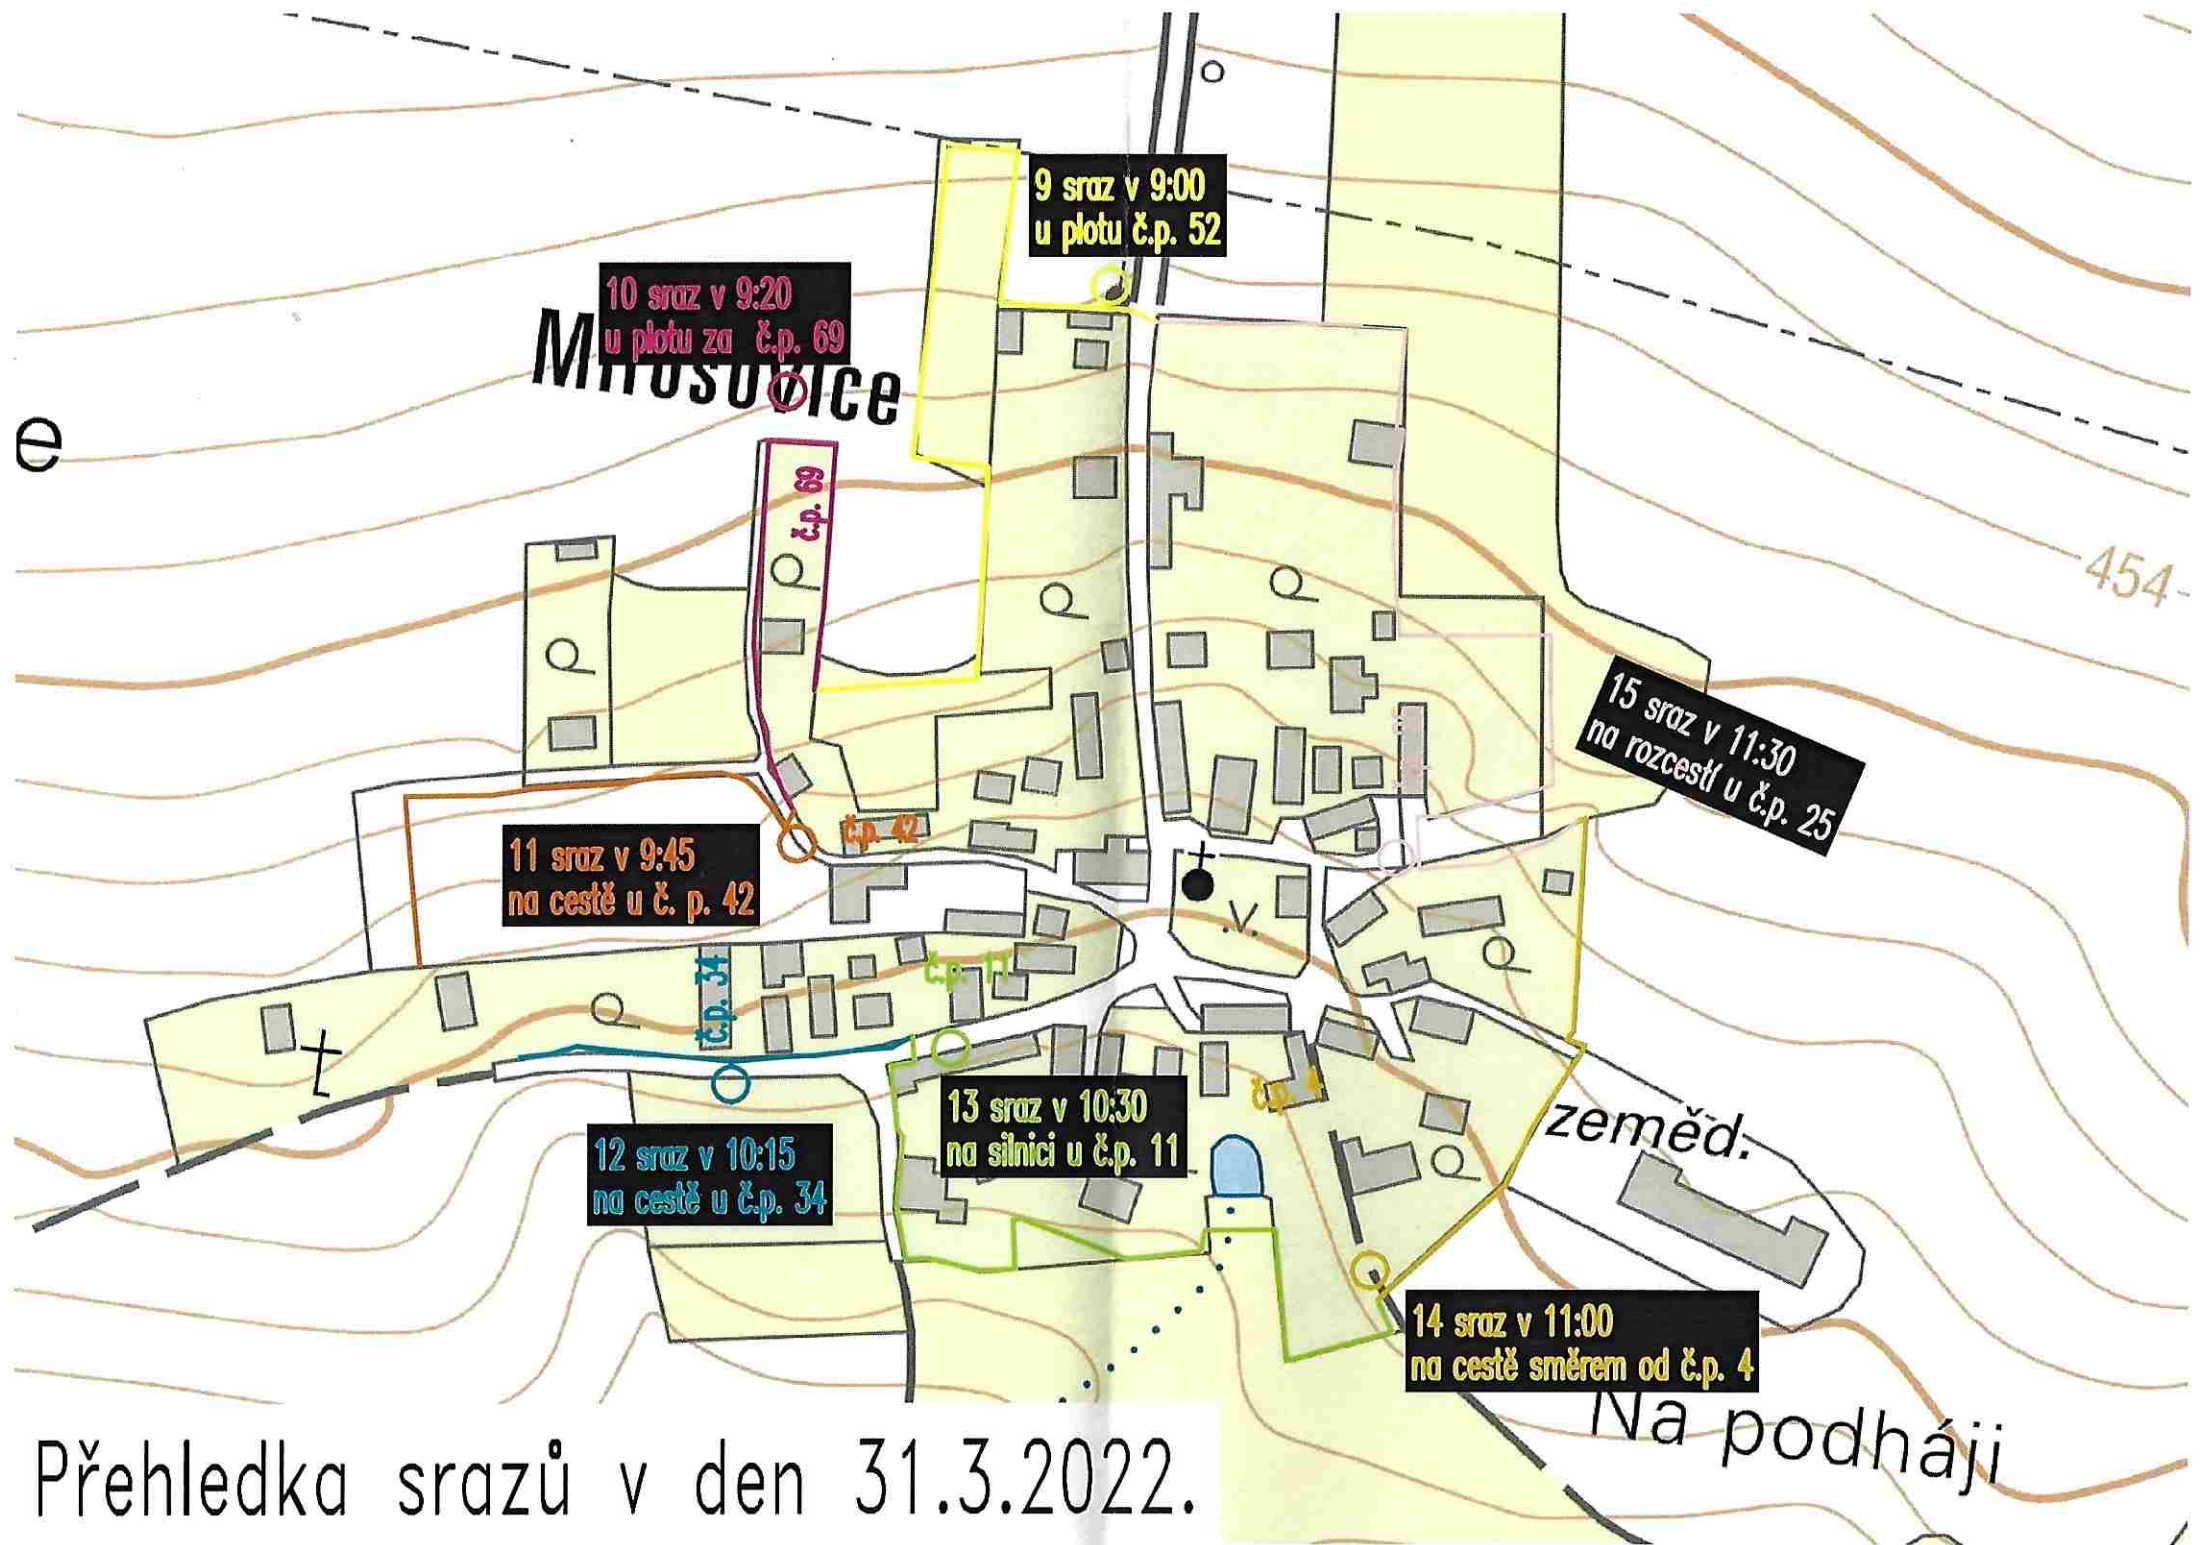 9 sraz v 9:00
u plotu č.p. 52
10 sraz v 9:20
u plotu za č.p. 69
e
č.p. 69
454
15 sraz v 11:30
na rozcestí u č.p. 25
11 sraz v 9:45
na cestě u č. p. 42
č.p. 42
.V.
č.p. 34
č.p. 11
12 sraz v 10:15
na cestě u č.p. 34
13 sraz v 10:30
na silnici u č.p. 11
č.p. 4
zeměd.
14 sraz v 11:00
na cestě směrem od č.p. 4
Na podháji
Přehledka srazů v den 31.3.2022.